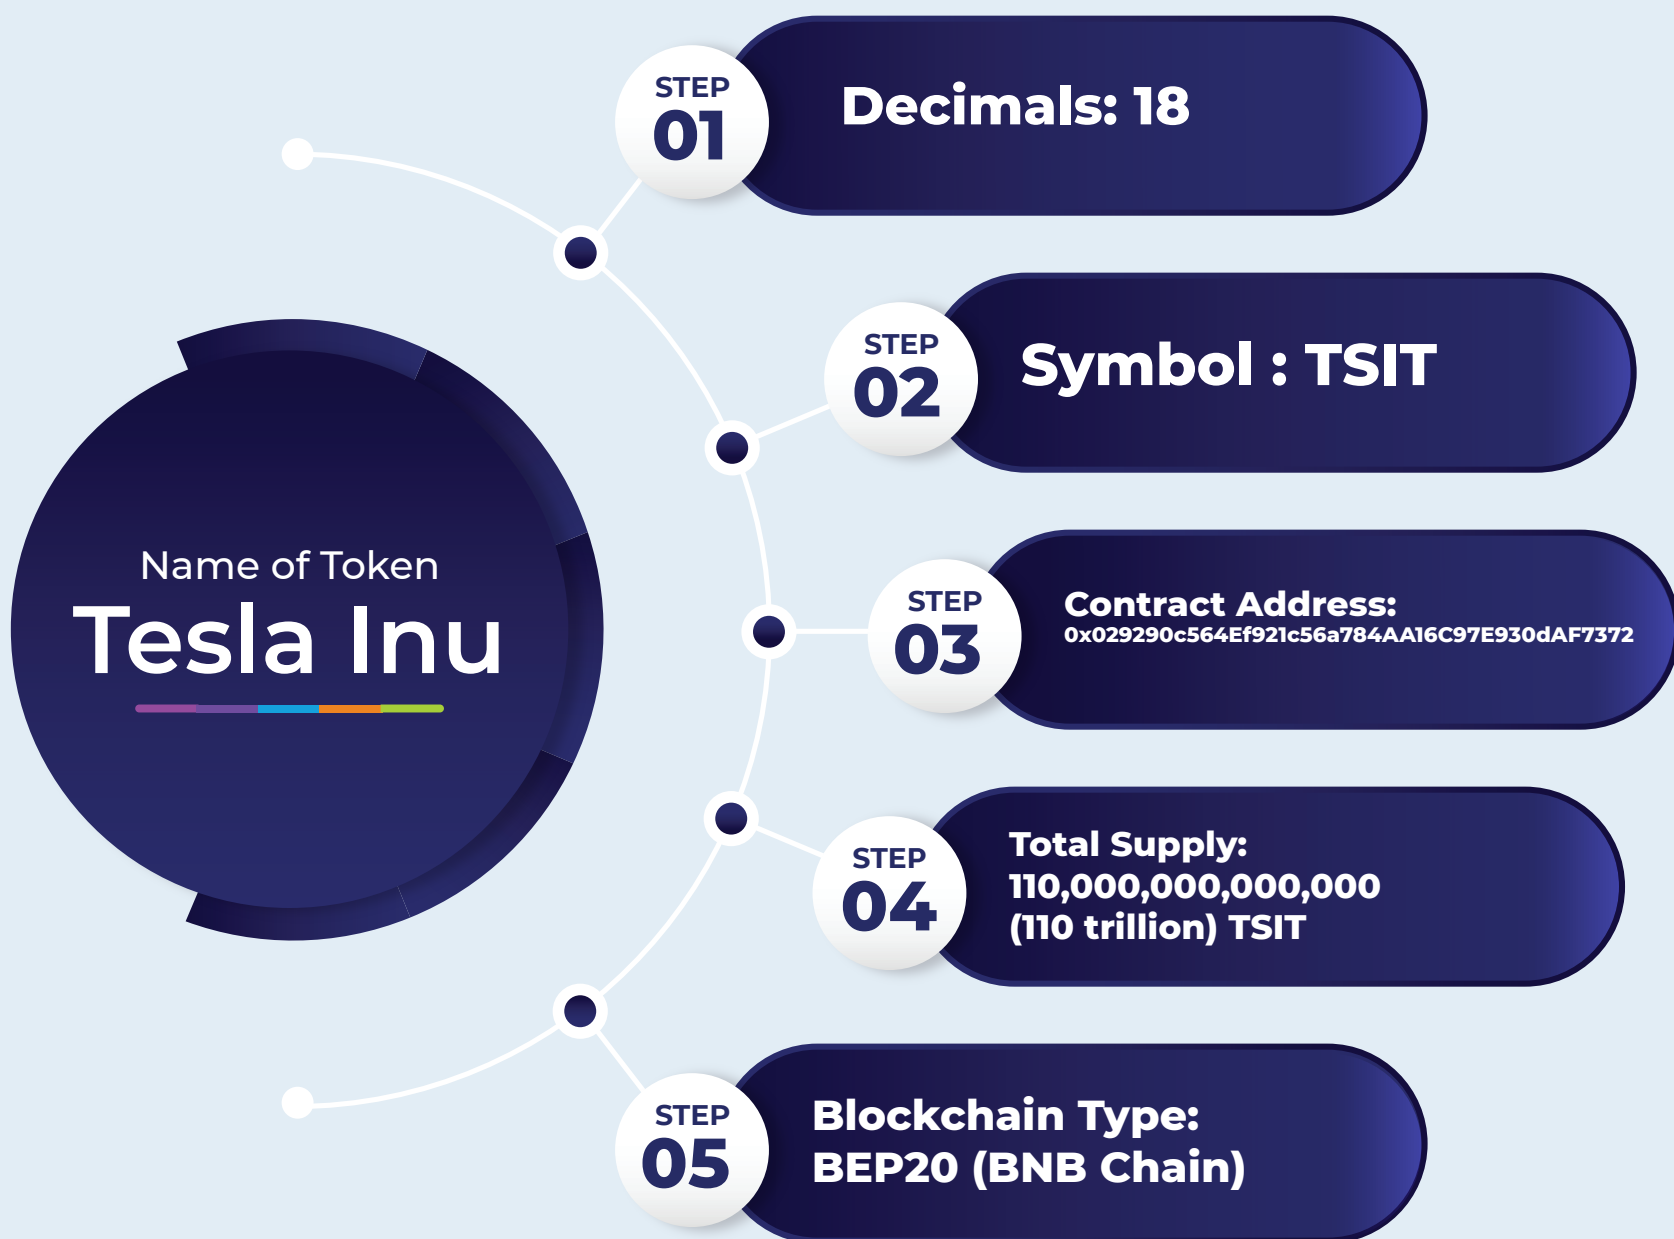 Name of Token
Tesla Inu
STEP
01
Decimals: 18
STEP
02
Symbol : TSIT
STEP
03
Contract Address:
0x029290c564Ef921c56a784AA16C97E930dAF7372
STEP
04
Total Supply:
110,000,000,000,000
(110 trillion) TSIT
STEP
05
Blockchain Type:
BEP20 (BNB Chain)